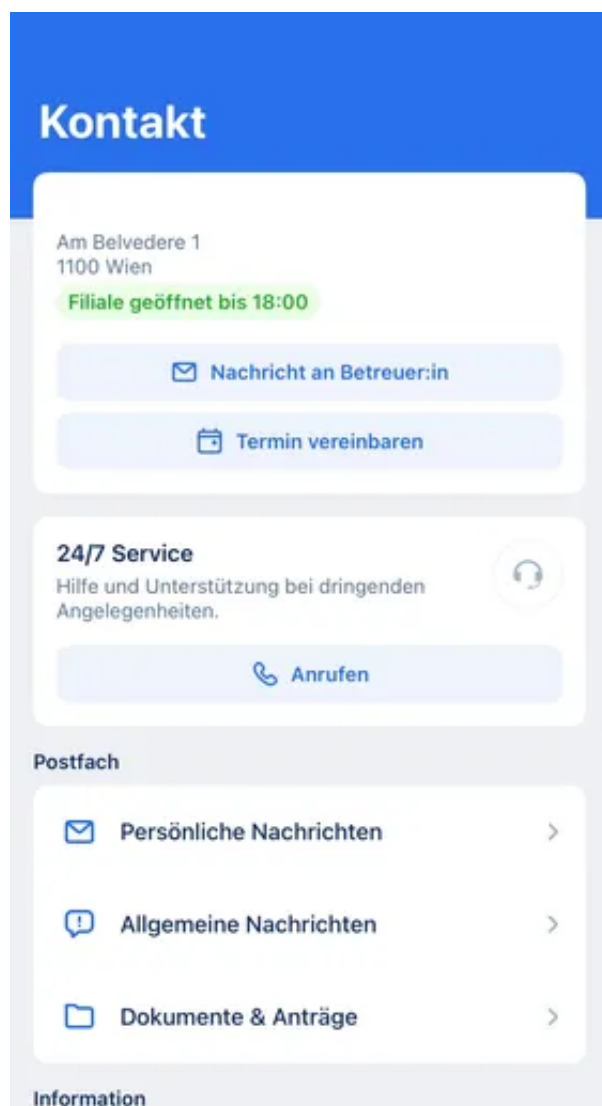 Kontakt
Am Belvedere 1
1100 Wien
Filiale geöffnet bis 18:00
Nachricht an Betreuer:in
Termin vereinbaren
24/7 Service
Hilfe und Unterstützung bei dringenden
Angelegenheiten.
Anrufen
Postfach
Persönliche Nachrichten
Allgemeine Nachrichten
Dokumente & Anträge
Information